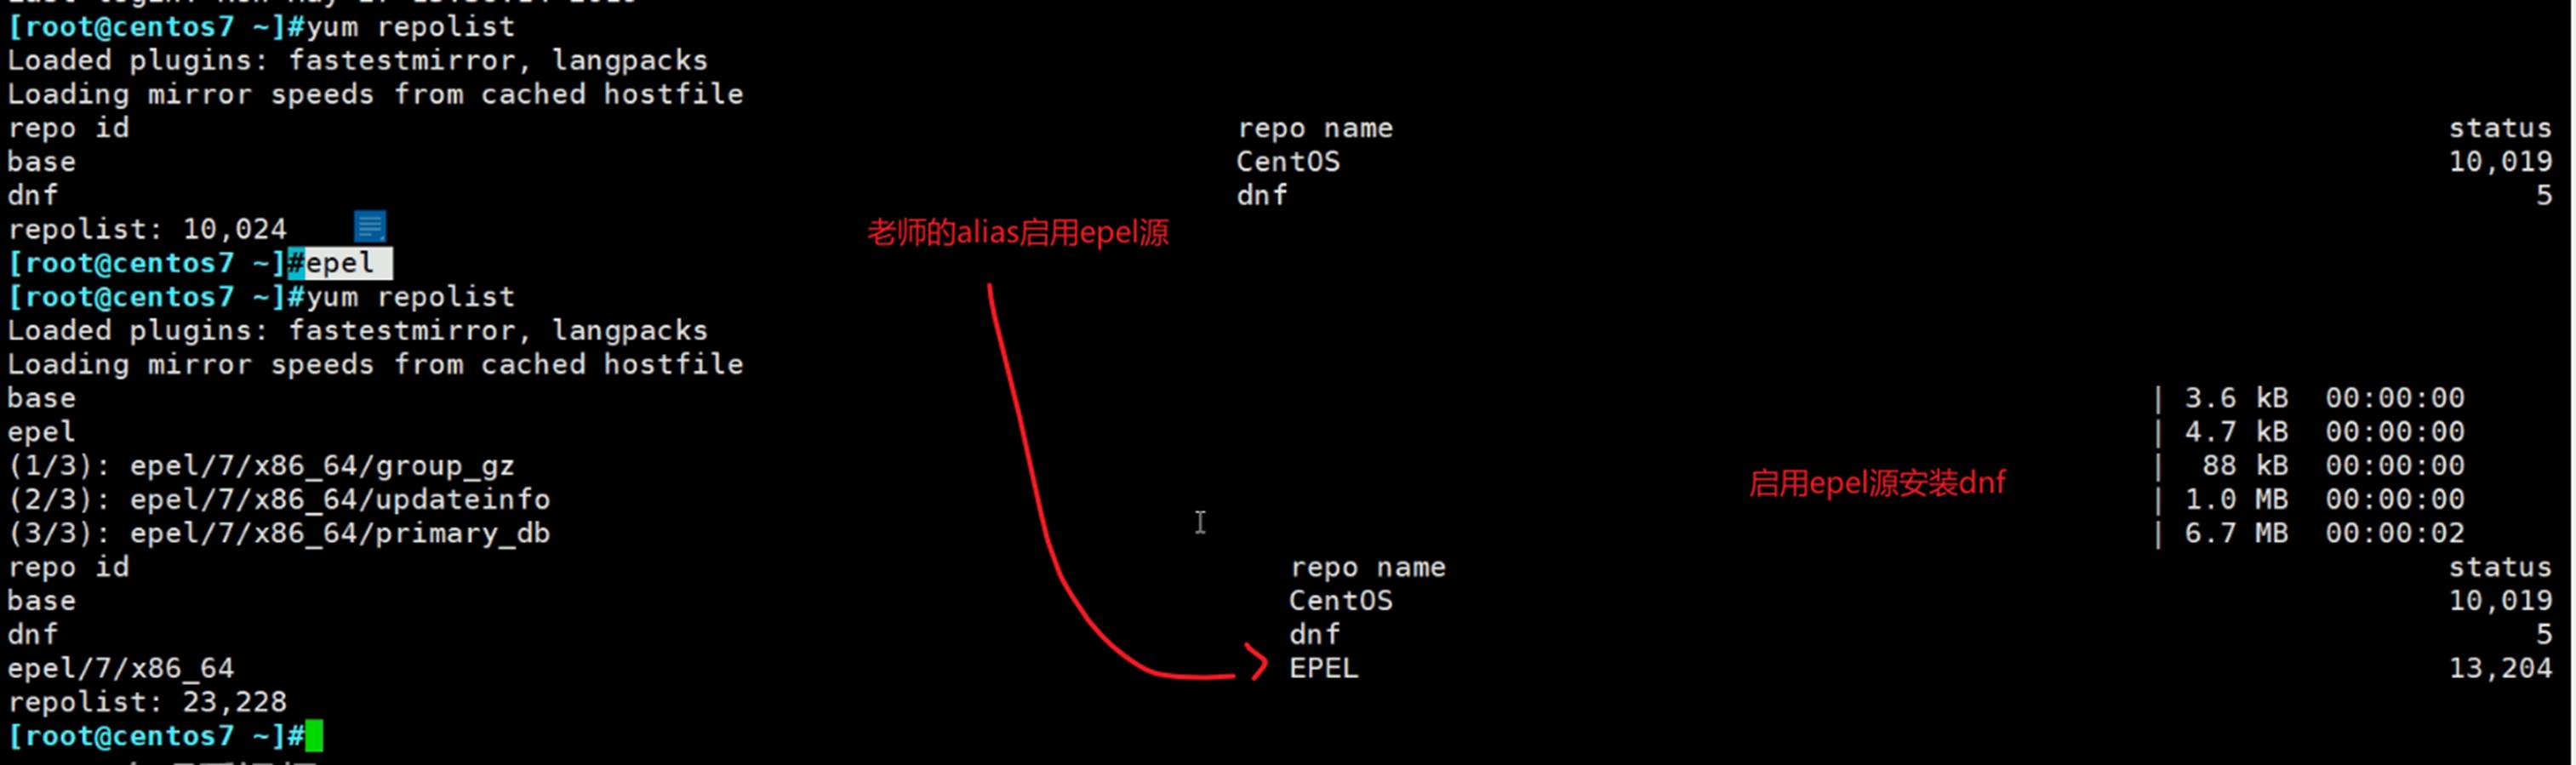 [root@centos7 ~]#yum repolist
Loaded plugins: fastestmirror, langpacks
Loading mirror speeds from cached hostfile
repo id repo name status
base CentOS 10,019
dnf dnf 5
repolist: 10,024
老师的alias启用epel源
[root@centos7 ~]#epel
[root@centos7 ~]#yum repolist
Loaded plugins: fastestmirror, langpacks
Loading mirror speeds from cached hostfile
base | 3.6 kB 00:00:00
epel | 4.7 kB 00:00:00
(1/3): epel/7/x86_64/group_gz | 88 kB 00:00:00
启用epel源安装dnf
(2/3): epel/7/x86_64/updateinfo | 1.0 MB 00:00:00
(3/3): epel/7/x86_64/primary_db | 6.7 MB 00:00:02
repo id repo name status
base CentOS 10,019
dnf dnf 5
epel/7/x86_64 EPEL 13,204
repolist: 23,228
[root@centos7 ~]#